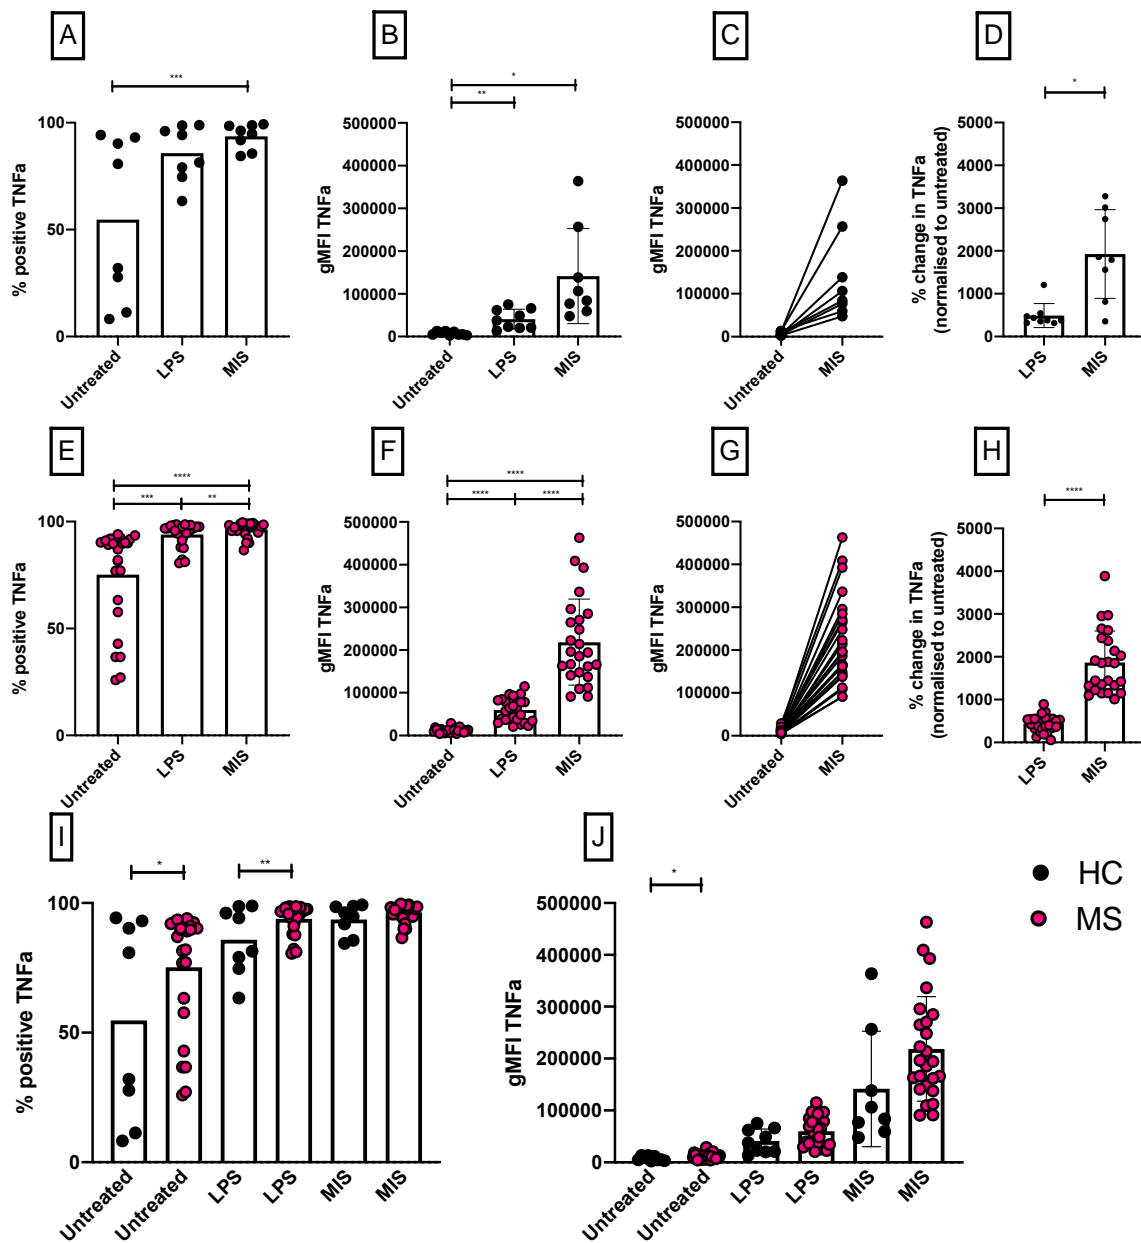 A
B
C
D
***
% positive TNFa
100
50
0
Untreated
LPS
MIS
*
**
gMFI TNFa
500000
400000
300000
200000
100000
0
Untreated
LPS
MIS
gMFI TNFa
500000
400000
300000
200000
100000
0
Untreated
MIS
*
% change in TNFa
(normalised to untreated)
5000
4000
3000
2000
1000
0
LPS
MIS
E
F
G
H
****
***
**
% positive TNFa
100
50
0
Untreated
LPS
MIS
****
****
****
gMFI TNFa
500000
400000
300000
200000
100000
0
Untreated
LPS
MIS
gMFI TNFa
500000
400000
300000
200000
100000
0
Untreated
MIS
****
% change in TNFa
(normalised to untreated)
5000
4000
3000
2000
1000
0
LPS
MIS
I
J
*
**
% positive TNFa
100
50
0
Untreated
Untreated
LPS
LPS
MIS
MIS
*
gMFI TNFa
500000
400000
300000
200000
100000
0
Untreated
Untreated
LPS
LPS
MIS
MIS
HC
MS